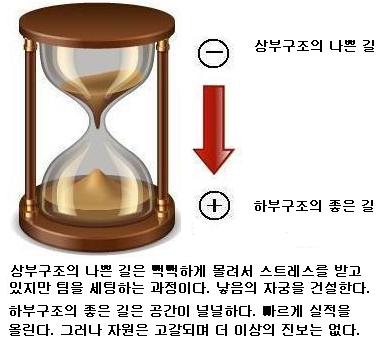 상부구조의 나쁜 길
하부구조의 좋은 길
상부구조의 나쁜 길은 빽빽하게 몰려서 스트레스를 받고
있지만 팀을 세팅하는 과정이다. 낳음의 자궁을 건설한다.
하부구조의 좋은 길은 공간이 널널하다. 빠르게 실적을
올린다. 그러나 자원은 고갈되며 더 이상의 진보는 없다.